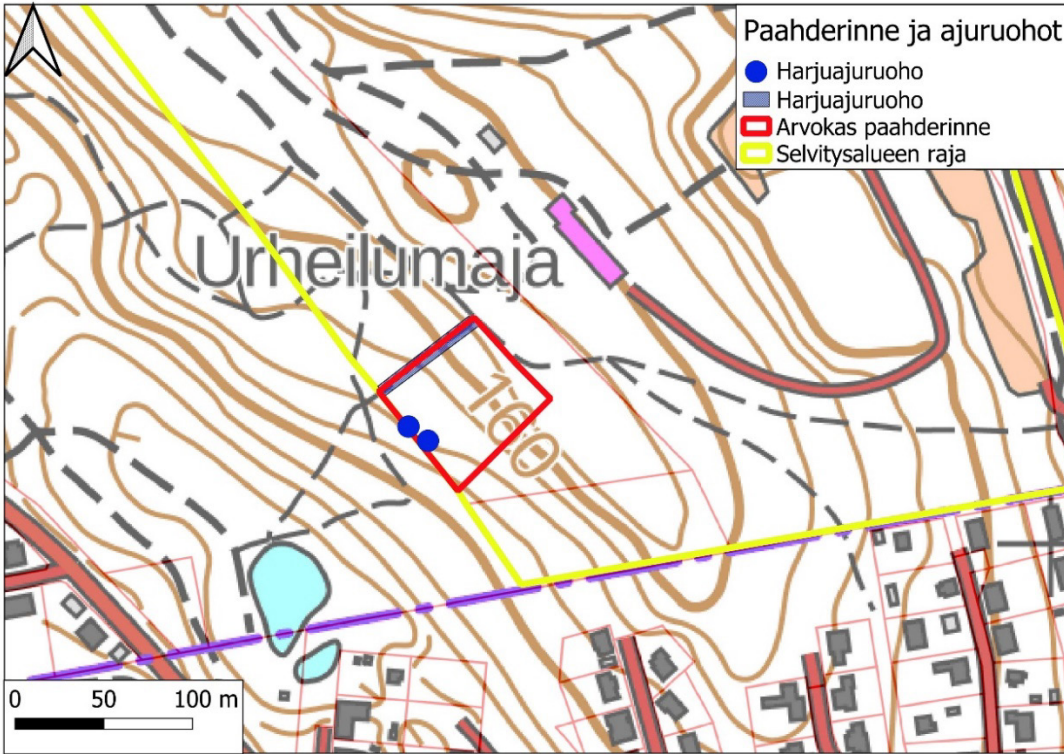 Paahderinne ja ajuruohot
Harjuajuruoho
Harjuajuruoho
Arvokas paahderinne
Selvitysalueen raja
Urheilumaja
160
0 50 100 m